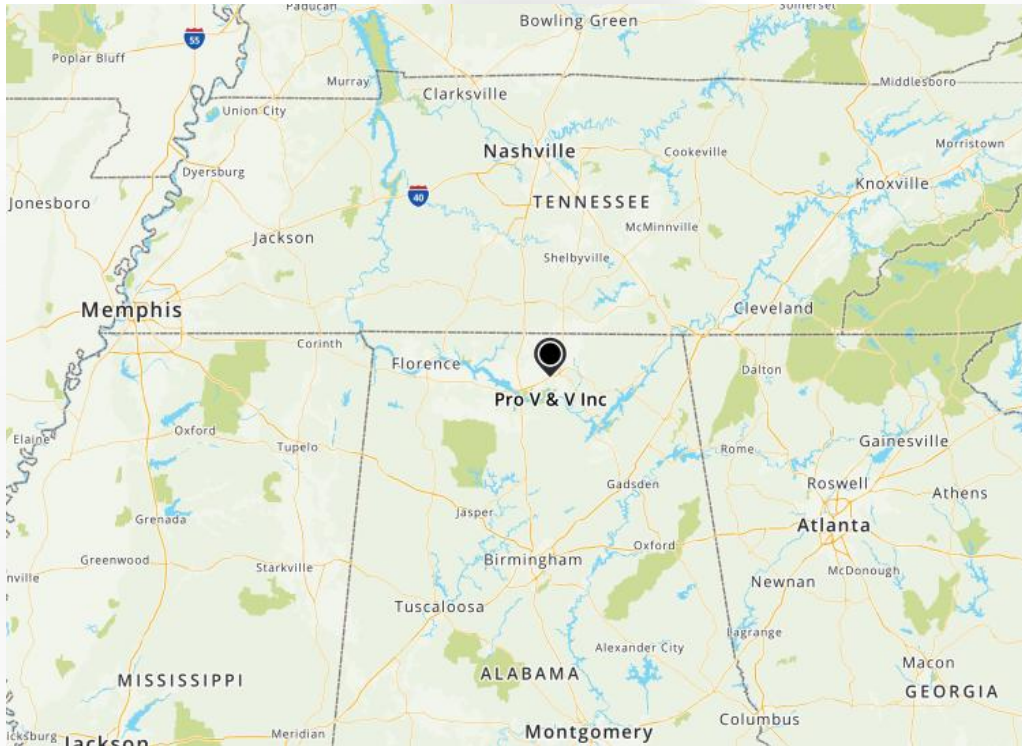 Paducah
Somerset
Bowling Green
55
Poplar Bluff
Murray
Middlesboro
Clarksville
Union City
Morristown
Nashville
Cookeville
Dyersburg
Knoxville
40
Jonesboro
TENNESSEE
McMinnville
Jackson
Shelbyville
Memphis
Cleveland
Corinth
Florence
Dalton
Pro V & V Inc
Elaine
Oxford
Tupelo
Rome
Gainesville
Gadsden
Roswell
Athens
Jasper
Grenada
Atlanta
Greenwood
Birmingham
Oxford
Starkville
McDonough
nville
Newnan
Tuscaloosa
Lagrange
Alexander City
Macon
MISSISSIPPI
ALABAMA
GEORGIA
Columbus
Montgomery
icksburg
Jackson
Meridian